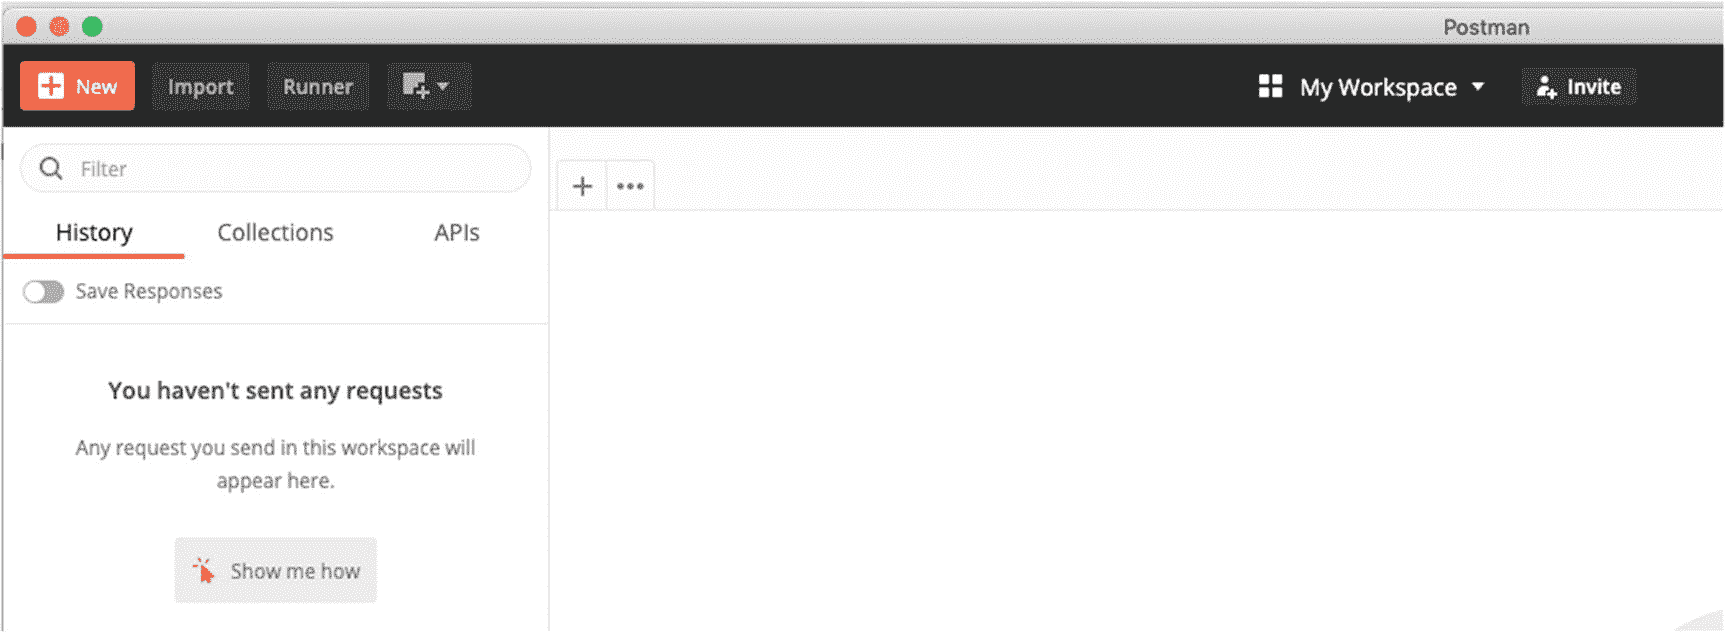 Postman
New Import Runner My Workspace Invite
Filter
History Collections APIs
Save Responses
You haven't sent any requests
Any request you send in this workspace will
appear here.
Show me how